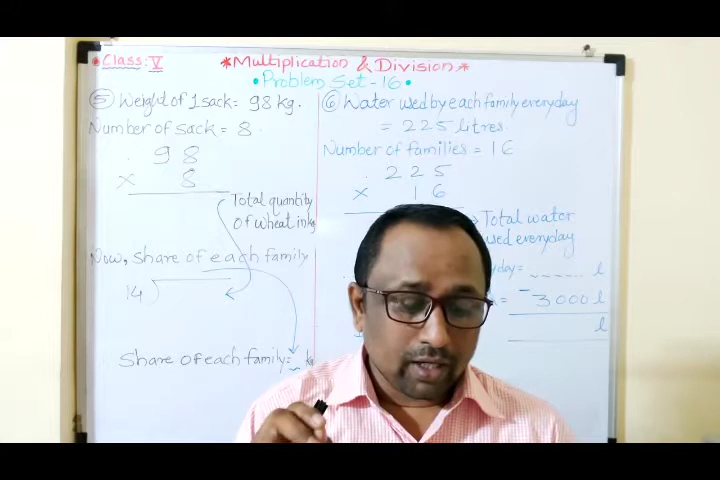 • Class: V
*Multiplication & Division*
• Problem Set - 16 •
⑤ Weight of 1 sack = 98 kg.
Number of sack = 8
98
× 8
Total quantity
of wheat in kg
Now, share of each family
14
Share of each family = kg
⑥ Water used by each family everyday
= 225 litres
Number of families = 16
225
× 16
Total water
used everyday
day = _ _ _ _ _ l
= - 3000 l
l